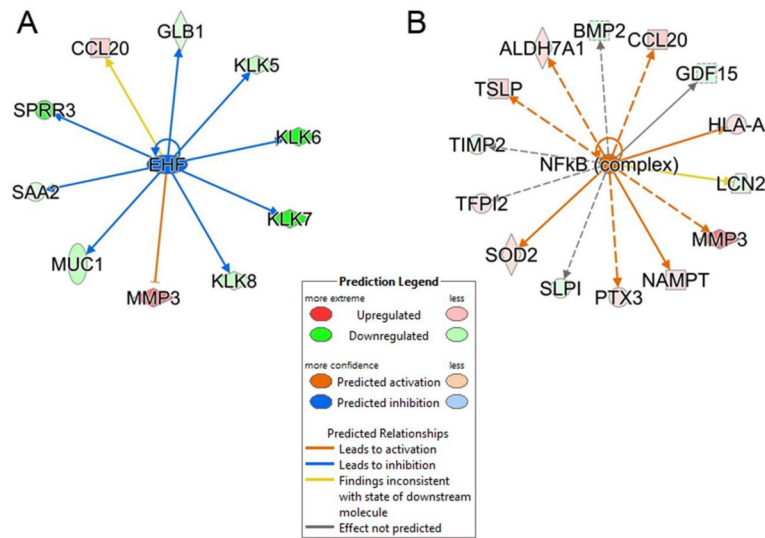 A
GLB1
CCL20
KLK5
SPRR3
KLK6
EHF
SAA2
KLK7
MUC1
KLK8
MMP3
B
BMP2
CCL20
ALDH7A1
GDF15
TSLP
HLA-A
TIMP2
NFkB (complex)
LCN2
TFPI2
MMP3
SOD2
NAMPT
SLPI
PTX3
Prediction Legend
more extreme less
Upregulated
Downregulated
more confidence less
Predicted activation
Predicted inhibition
Predicted Relationships
Leads to activation
Leads to inhibition
Findings inconsistent
with state of downstream
molecule
Effect not predicted